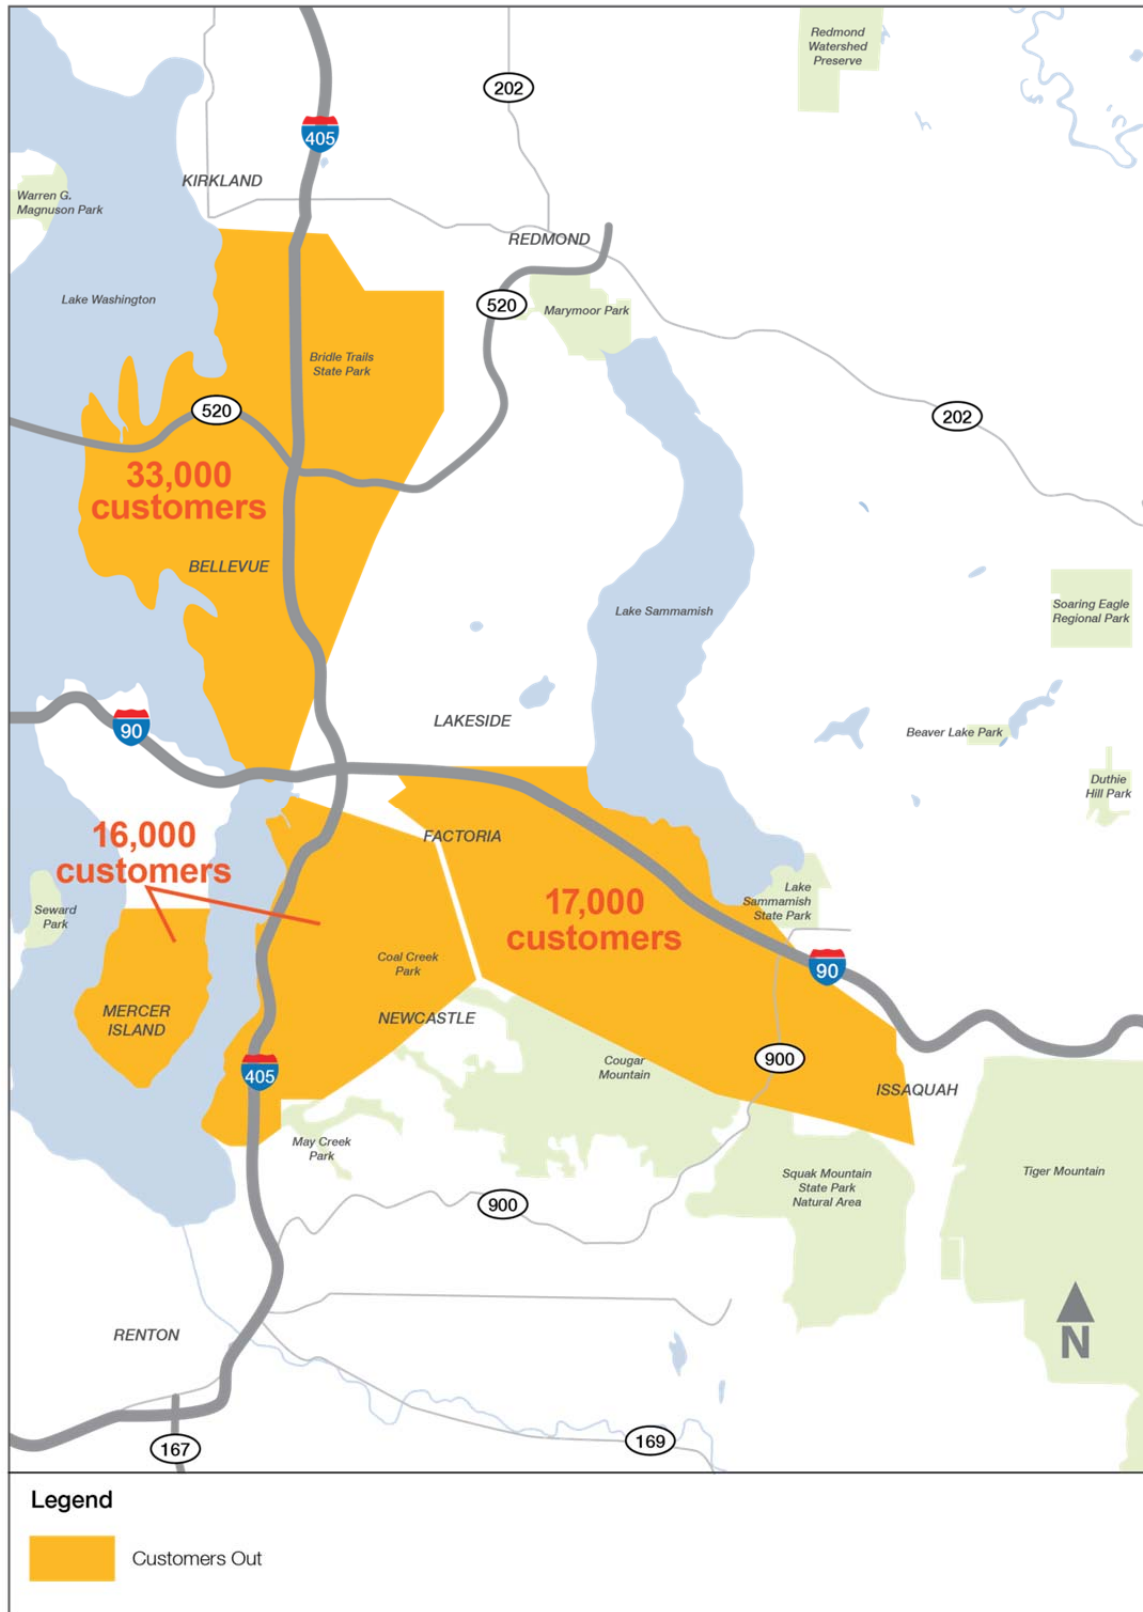 Redmond
Watershed
Preserve
202
405
KIRKLAND
Warren G.
Magnuson Park
REDMOND
Lake Washington
520
Marymoor Park
Bridle Trails
State Park
520
202
33,000
customers
BELLEVUE
Lake Sammamish
Soaring Eagle
Regional Park
LAKESIDE
90
Beaver Lake Park
Duthie
Hill Park
16,000
customers
FACTORIA
Seward
Park
Lake
Sammamish
State Park
17,000
customers
Coal Creek
Park
90
MERCER
ISLAND
NEWCASTLE
405
Cougar
Mountain
900
ISSAQUAH
May Creek
Park
Squak Mountain
State Park
Natural Area
Tiger Mountain
900
RENTON
N
167
169
Legend
Customers Out